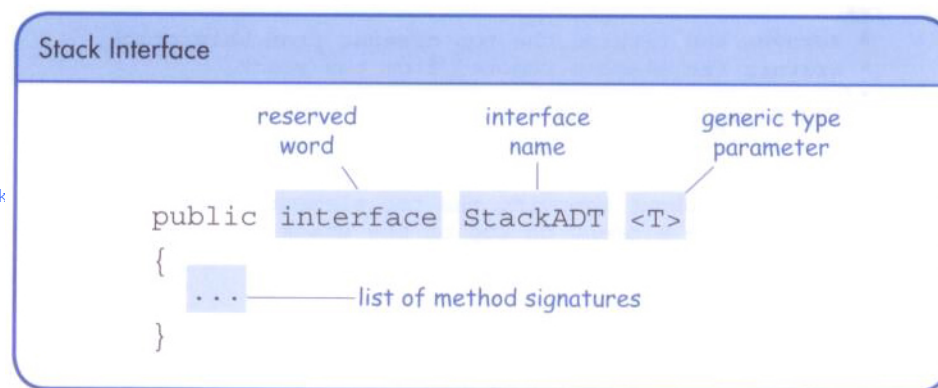 Stack Interface
reserved word
interface name
generic type parameter
k
public interface StackADT <T>
{
...
list of method signatures
}